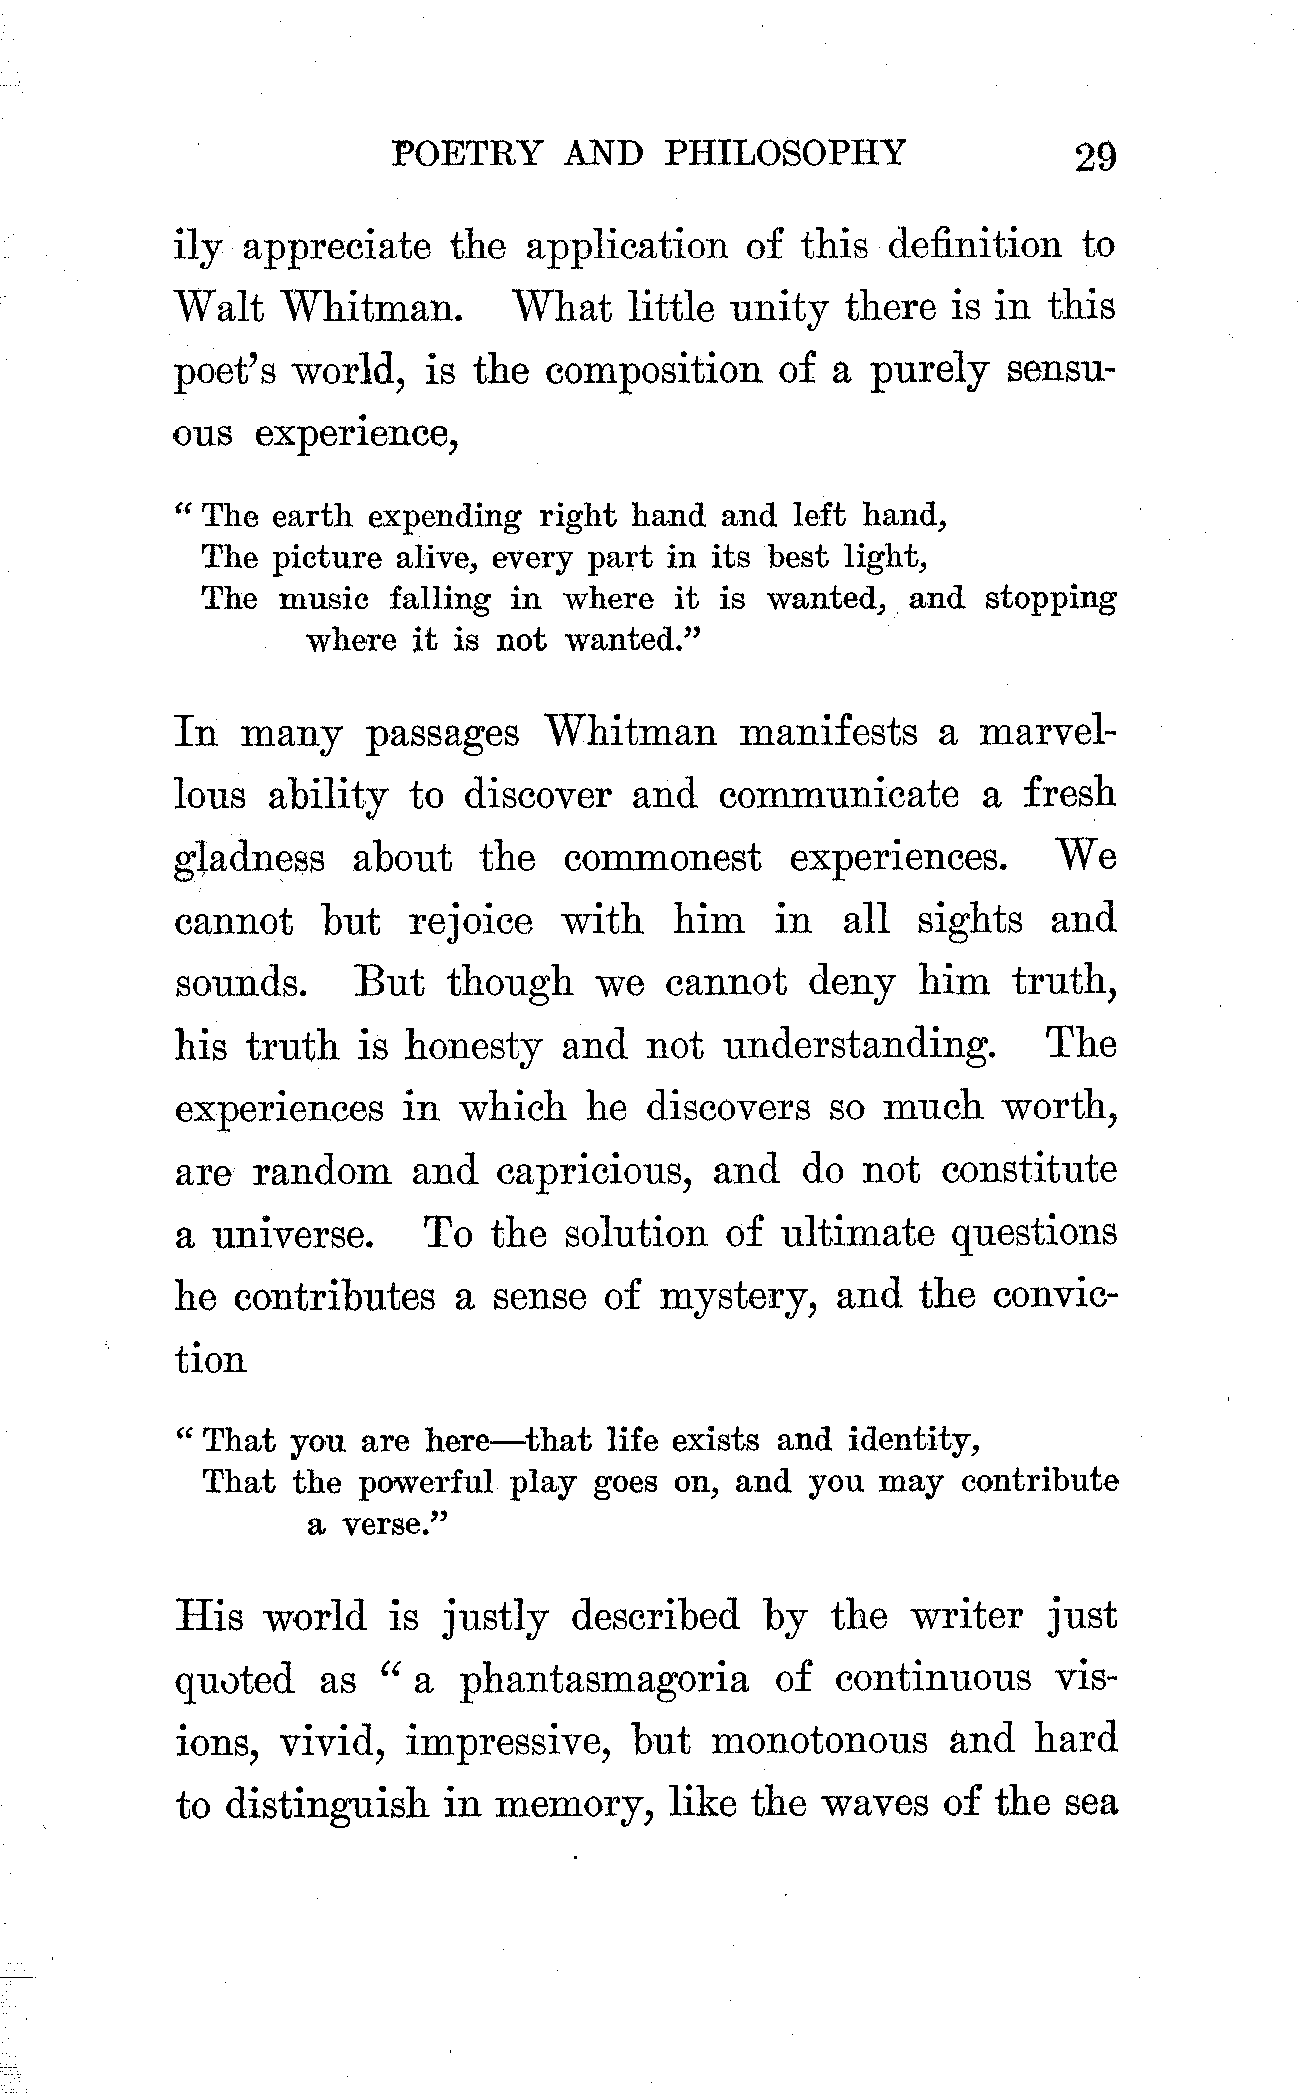 POETRY AND PHILOSOPHY 29
ily appreciate the application of this definition to
Walt Whitman. What little unity there is in this
poet's world, is the composition of a purely sensu-
ous experience,
“ The earth expending right hand and left hand,
The picture alive, every part in its best light,
The music falling in where it is wanted, and stopping
where it is not wanted.”
In many passages Whitman manifests a marvel-
lous ability to discover and communicate a fresh
gladness about the commonest experiences. We
cannot but rejoice with him in all sights and
sounds. But though we cannot deny him truth,
his truth is honesty and not understanding. The
experiences in which he discovers so much worth,
are random and capricious, and do not constitute
a universe. To the solution of ultimate questions
he contributes a sense of mystery, and the convic-
tion
“ That you are here—that life exists and identity,
That the powerful play goes on, and you may contribute
a verse.”
His world is justly described by the writer just
quoted as “ a phantasmagoria of continuous vis-
ions, vivid, impressive, but monotonous and hard
to distinguish in memory, like the waves of the sea